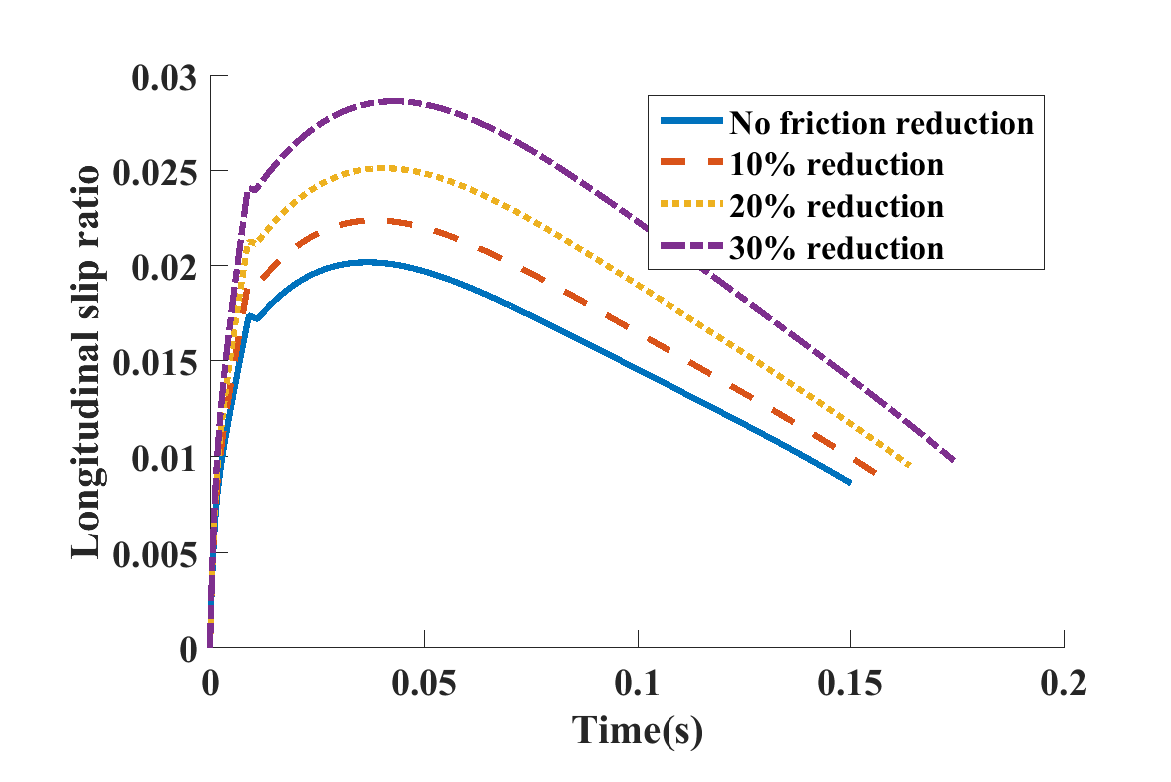 0.03
0.025
0.02
0.015
0.01
0.005
0
Longitudinal slip ratio
No friction reduction
10% reduction
20% reduction
30% reduction
0 0.05 0.1 0.15 0.2
Time(s)